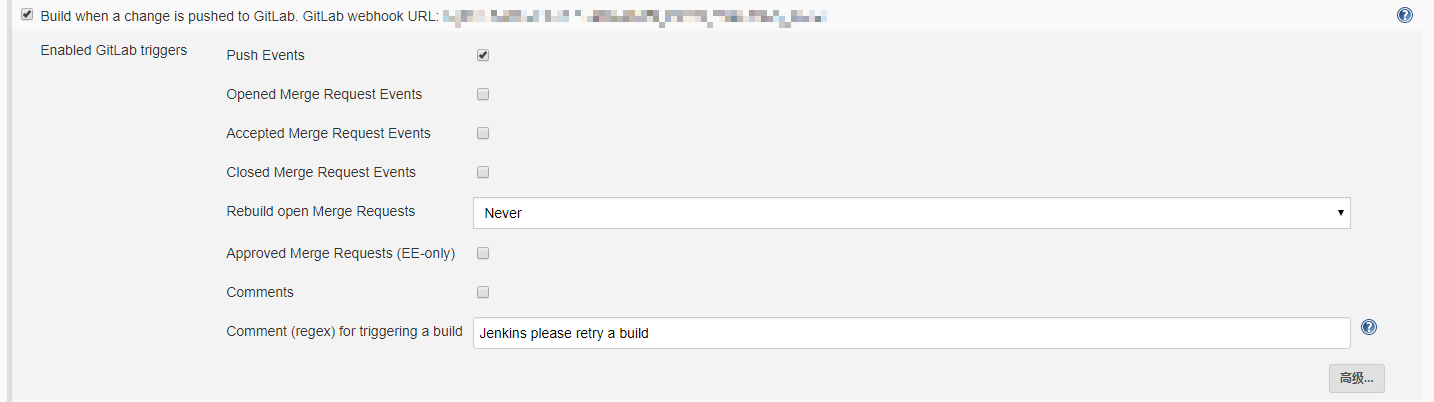 Build when a change is pushed to GitLab. GitLab webhook URL:
Enabled GitLab triggers
Push Events
Opened Merge Request Events
Accepted Merge Request Events
Closed Merge Request Events
Rebuild open Merge Requests Never
Approved Merge Requests (EE-only)
Comments
Comment (regex) for triggering a build Jenkins please retry a build
高级...